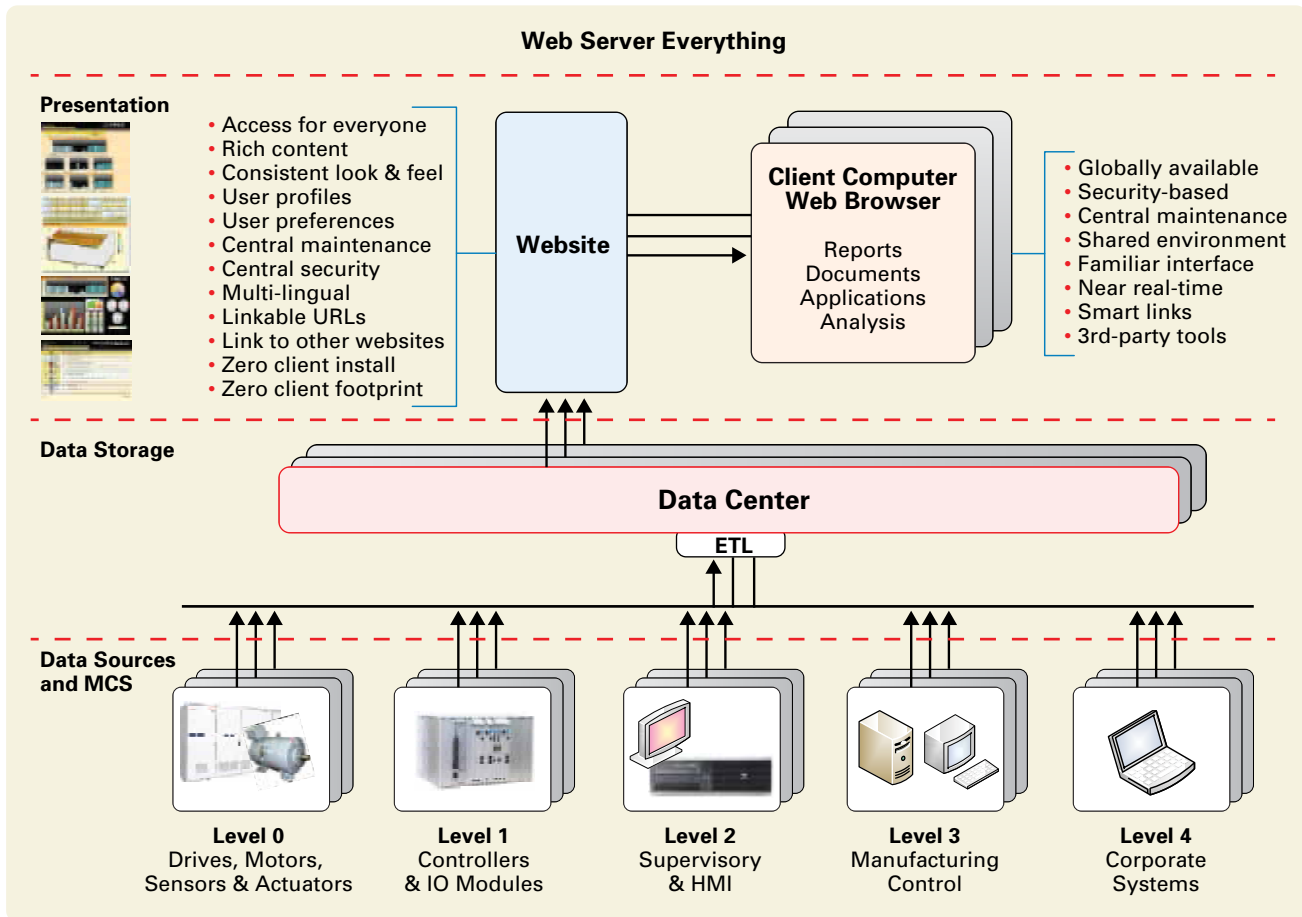 Web Server Everything
Presentation
• Access for everyone
• Rich content
• Consistent look & feel
• User profiles
• User preferences
• Central maintenance
• Central security
• Multi-lingual
• Linkable URLs
• Link to other websites
• Zero client install
• Zero client footprint
Website
Client Computer
Web Browser
Reports
Documents
Applications
Analysis
• Globally available
• Security-based
• Central maintenance
• Shared environment
• Familiar interface
• Near real-time
• Smart links
• 3rd-party tools
Data Storage
Data Center
ETL
Data Sources
and MCS
Level 0
Drives, Motors,
Sensors & Actuators
Level 1
Controllers
& IO Modules
Level 2
Supervisory
& HMI
Level 3
Manufacturing
Control
Level 4
Corporate
Systems